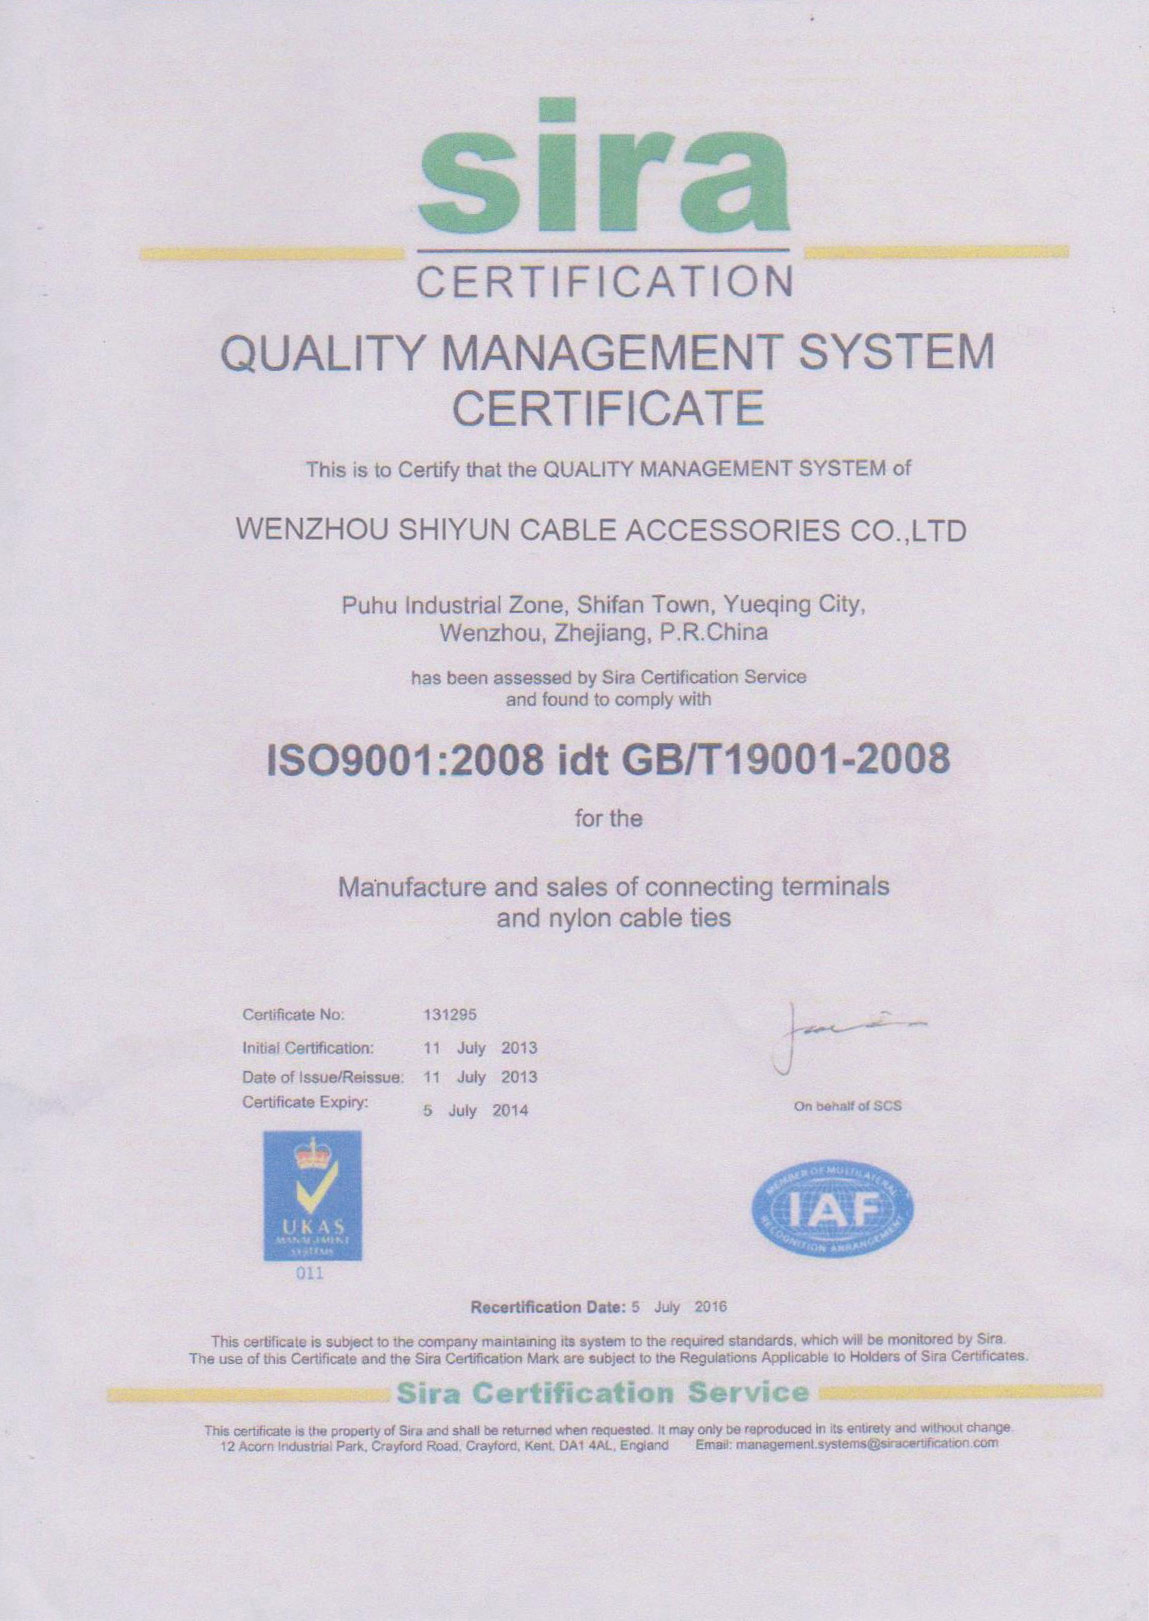 sira
CERTIFICATION
QUALITY MANAGEMENT SYSTEM
CERTIFICATE
This is to Certify that the QUALITY MANAGEMENT SYSTEM of
WENZHOU SHIYUN CABLE ACCESSORIES CO.,LTD
Puhu Industrial Zone, Shifan Town, Yueqing City,
Wenzhou, Zhejiang, P.R.China
has been assessed by Sira Certification Service
and found to comply with
ISO9001:2008 idt GB/T19001-2008
for the
Manufacture and sales of connecting terminals
and nylon cable ties
Certificate No: 131295
Initial Certification: 11 July 2013
Date of Issue/Reissue: 11 July 2013
Certificate Expiry: 5 July 2014
On behalf of SCS
UKAS
MANAGEMENT
SYSTEMS
011
MEMBER OF MULTILATERAL
IAF
RECOGNITION ARRANGEMENT
Recertification Date: 5 July 2016
This certificate is subject to the company maintaining its system to the required standards, which will be monitored by Sira.
The use of this Certificate and the Sira Certification Mark are subject to the Regulations Applicable to Holders of Sira Certificates.
Sira Certification Service
This certificate is the property of Sira and shall be returned when requested. It may only be reproduced in its entirety and without change.
12 Acorn Industrial Park, Crayford Road, Crayford, Kent, DA1 4AL, England Email: management.systems@siracertification.com